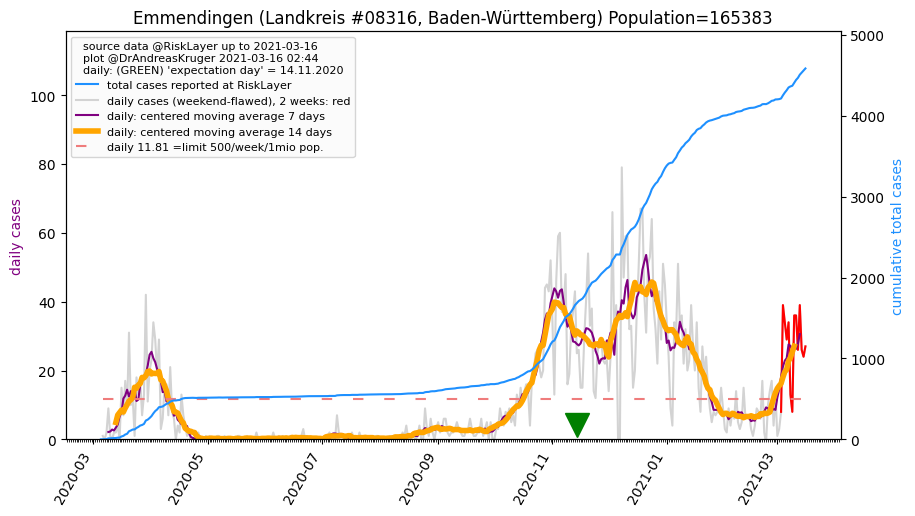 Emmendingen (Landkreis #08316, Baden-Württemberg) Population=165383
source data @RiskLayer up to 2021-03-16
plot @DrAndreasKruger 2021-03-16 02:44
daily: (GREEN) 'expectation day' = 14.11.2020
total cases reported at RiskLayer
daily cases (weekend-flawed), 2 weeks: red
daily: centered moving average 7 days
daily: centered moving average 14 days
daily 11.81 =limit 500/week/1mio pop.
daily cases
0
20
40
60
80
100
cumulative total cases
0
1000
2000
3000
4000
5000
2020-03
2020-05
2020-07
2020-09
2020-11
2021-01
2021-03